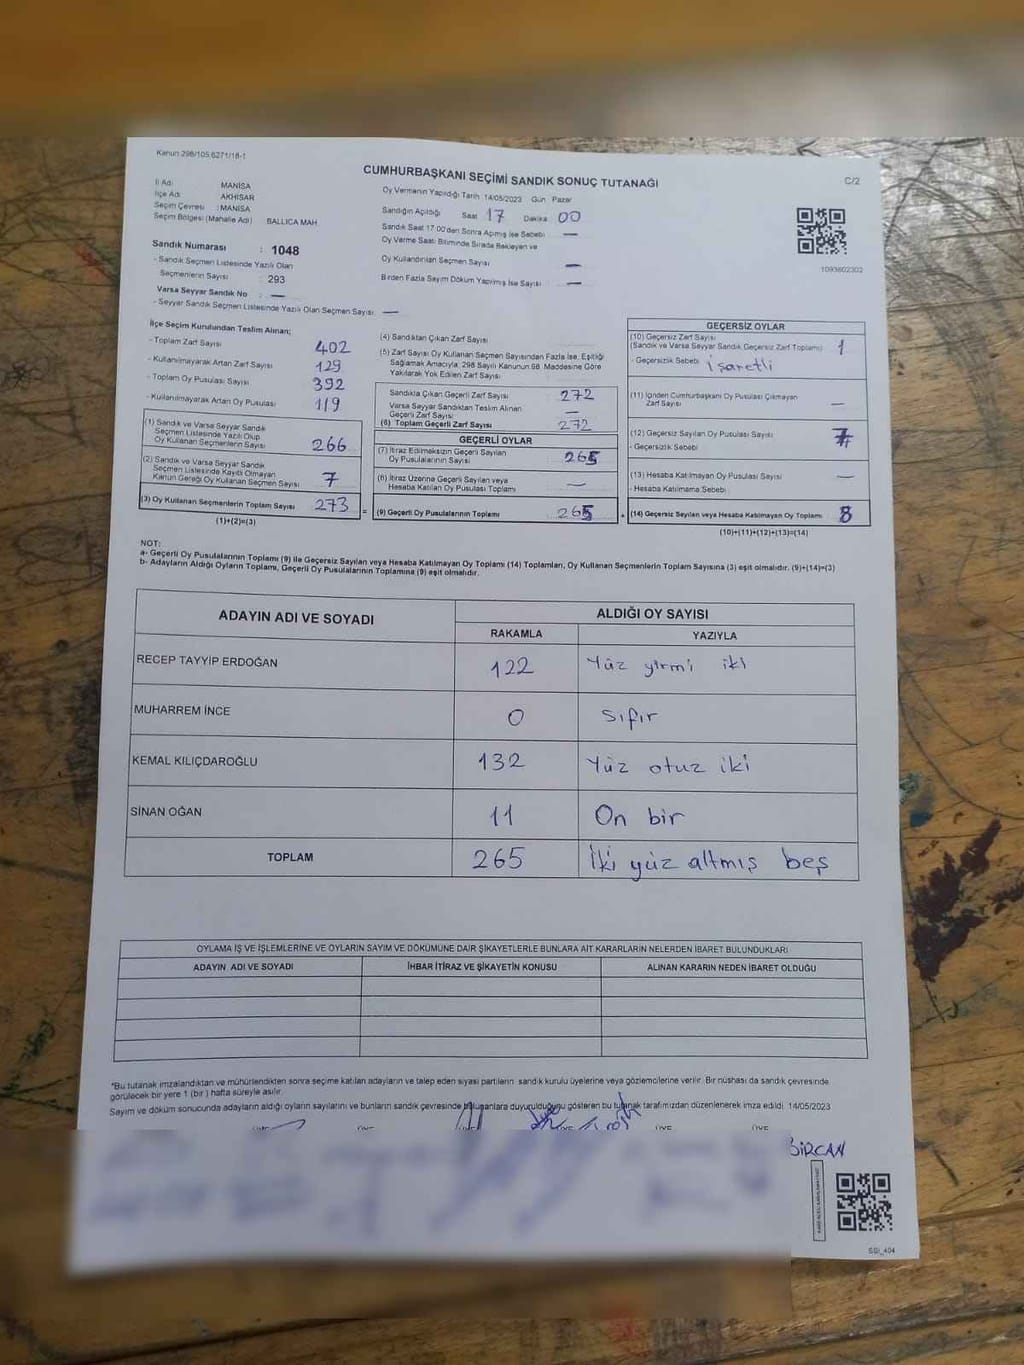 Kanun 298/105.6271/16-1
CUMHURBAŞKANI SEÇİMİ SANDIK SONUÇ TUTANAĞI
C/2
İl Adı MANİSA
İlçe Adı AKHİSAR
Seçim Çevresi : MANİSA
Seçim Bölgesi (Mahalle Adı) BALLICA MAH
Oy Vermenin Yapıldığı Tarih 14/05/2023 Gün Pazar
Sandığın Açıldığı Saat 17 Dakika 00
Sandık Saat 17.00'den Sonra Açılmış İse Sebebi —
Oy Verme Saati Bitiminde Sırada Bekleyen ve
Oy Kullandırılan Seçmen Sayısı —
Birden Fazla Sayım Döküm Yapılmış İse Sayısı —
1093802302
Sandık Numarası : 1048
- Sandık Seçmen Listesinde Yazılı Olan
Seçmenlerin Sayısı : 293
Varsa Seyyar Sandık No : —
- Seyyar Sandık Seçmen Listesinde Yazılı Olan Seçmen Sayısı: —
İlçe Seçim Kurulundan Teslim Alınan;
- Toplam Zarf Sayısı 402
- Kullanılmayarak Artan Zarf Sayısı 129
- Toplam Oy Pusulası Sayısı 392
- Kullanılmayarak Artan Oy Pusulası 119
(1) Sandık ve Varsa Seyyar Sandık
Seçmen Listesinde Yazılı Olup
Oy Kullanan Seçmenlerin Sayısı 266
(2) Sandık ve Varsa Seyyar Sandık
Seçmen Listesinde Kayıtlı Olmayan
Kanun Gereği Oy Kullanan Seçmen Sayısı 7
(3) Oy Kullanan Seçmenlerin Toplam Sayısı 273
(1)+(2)=(3)
(4) Sandıktan Çıkan Zarf Sayısı
(5) Zarf Sayısı Oy Kullanan Seçmen Sayısından Fazla İse, Eşitliği
Sağlamak Amacıyla, 298 Sayılı Kanunun 98. Maddesine Göre
Yakılarak Yok Edilen Zarf Sayısı
Sandıkta Çıkan Geçerli Zarf Sayısı 272
Varsa Seyyar Sandıktan Teslim Alınan
Geçerli Zarf Sayısı —
(6) Toplam Geçerli Zarf Sayısı 272
GEÇERLİ OYLAR
(7) İtiraz Edilmeksizin Geçerli Sayılan
Oy Pusulalarının Sayısı 265
(8) İtiraz Üzerine Geçerli Sayılan veya
Hesaba Katılan Oy Pusulası Toplamı —
= (9) Geçerli Oy Pusulalarının Toplamı 265
GEÇERSİZ OYLAR
(10) Geçersiz Zarf Sayısı
(Sandık ve Varsa Seyyar Sandık Geçersiz Zarf Toplamı) 1
- Geçersizlik Sebebi İşaretli
(11) İçinden Cumhurbaşkanı Oy Pusulası Çıkmayan
Zarf Sayısı —
(12) Geçersiz Sayılan Oy Pusulası Sayısı 7
- Geçersizlik Sebebi
(13) Hesaba Katılmayan Oy Pusulası Sayısı —
- Hesaba Katılmama Sebebi
+ (14) Geçersiz Sayılan veya Hesaba Katılmayan Oy Toplamı 8
(10)+(11)+(12)+(13)=(14)
NOT:
a- Geçerli Oy Pusulalarının Toplamı (9) ile Geçersiz Sayılan veya Hesaba Katılmayan Oy Toplamı (14) Toplamları, Oy Kullanan Seçmenlerin Toplam Sayısına (3) eşit olmalıdır. (9)+(14)=(3)
b- Adayların Aldığı Oyların Toplamı, Geçerli Oy Pusulalarının Toplamına (9) eşit olmalıdır.
ADAYIN ADI VE SOYADI ALDIĞI OY SAYISI
RAKAMLA YAZIYLA
RECEP TAYYİP ERDOĞAN 122 Yüz yirmi iki
MUHARREM İNCE 0 Sıfır
KEMAL KILIÇDAROĞLU 132 Yüz otuz iki
SİNAN OĞAN 11 On bir
TOPLAM 265 İki yüz altmış beş
OYLAMA İŞ VE İŞLEMLERİNE VE OYLARIN SAYIM VE DÖKÜMÜNE DAİR ŞİKAYETLERLE BUNLARA AİT KARARLARIN NELERDEN İBARET BULUNDUKLARI
ADAYIN ADI VE SOYADI İHBAR İTİRAZ VE ŞİKAYETİN KONUSU ALINAN KARARIN NEDEN İBARET OLDUĞU
*Bu tutanak imzalandıktan ve mühürlendikten sonra seçime katılan adayların ve talep eden siyasi partilerin sandık kurulu üyelerine veya gözlemcilerine verilir. Bir nüshası da sandık çevresinde
görülecek bir yere 1 (bir) hafta süreyle asılır.
Sayım ve döküm sonucunda adayların aldığı oyların sayılarını ve bunların sandık çevresinde bulunanlara duyurulduğunu gösteren bu tutanak tarafımızdan düzenlenerek imza edildi. 14/05/2023
ÜYE ÜYE
BİRCAN
SSI_404